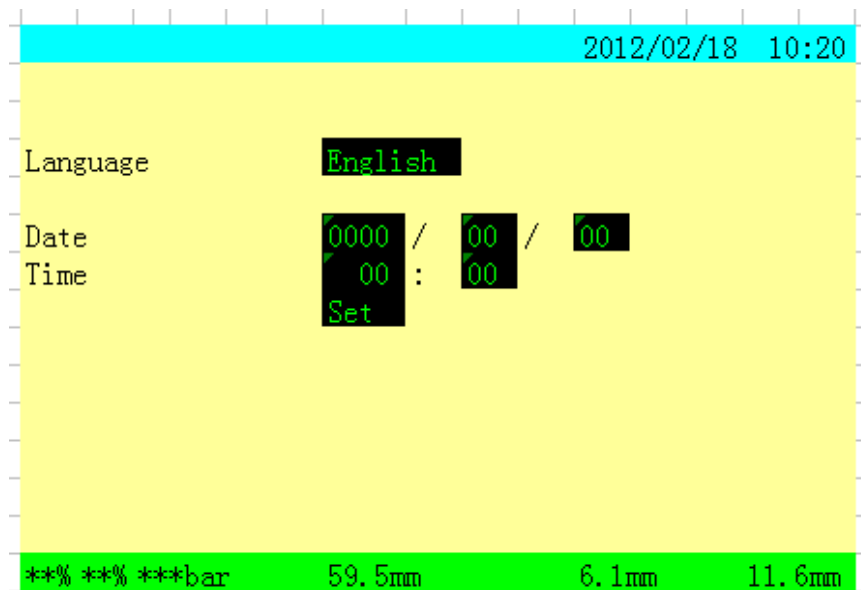 2012/02/18 10:20
Language English
Date 0000 / 00 / 00
Time 00 : 00
Set
**% **% ***bar 59.5mm 6.1mm 11.6mm